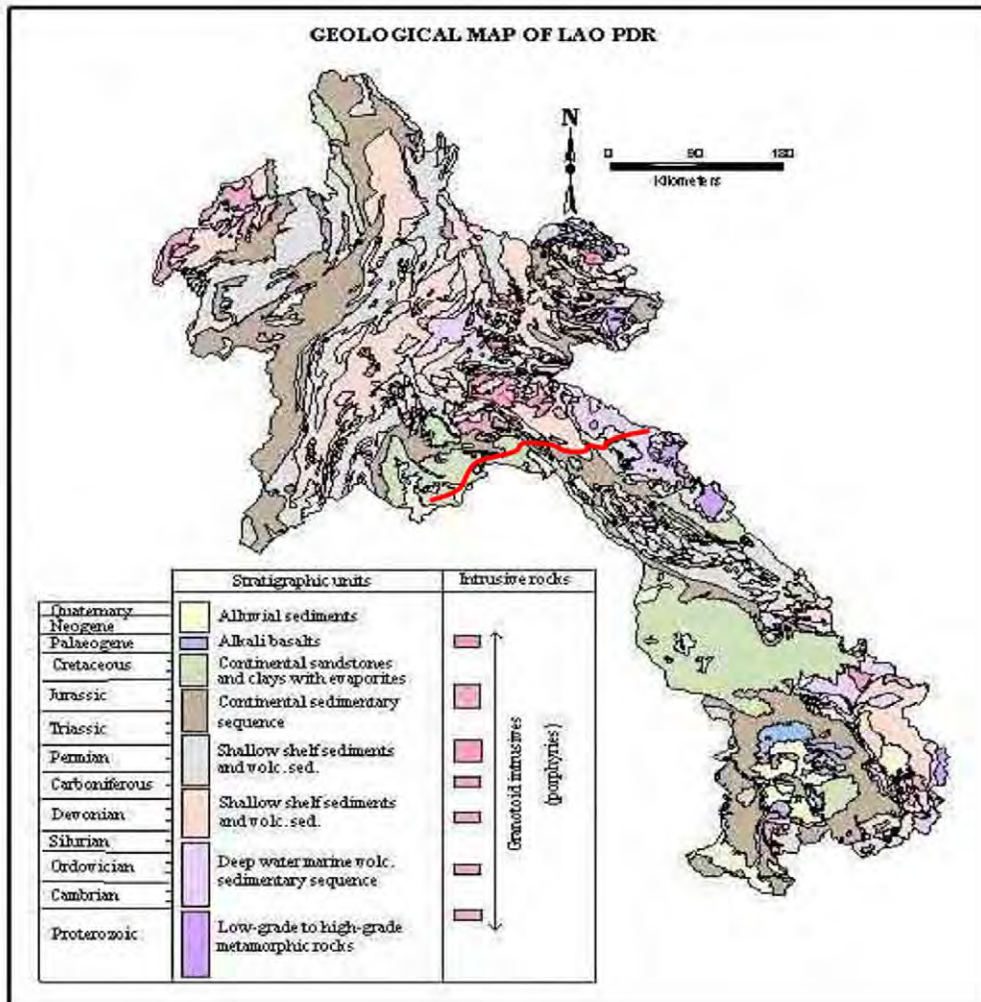 GEOLOGICAL MAP OF LAO PDR
N
0 90 180
Kilometers
Stratigraphic units
Intrusive rocks
Quaternary
Neogene
Palaeogene
Cretaceous
Jurassic
Triassic
Permian
Carboniferous
Devonian
Silurian
Ordovician
Cambrian
Proterozoic
Alluvial sediments
Alkali basalts
Continental sandstones
and clays with evaporites
Continental sedimentary
sequence
Shallow shelf sediments
and volc. sed.
Shallow shelf sediments
and volc. sed.
Deep water marine volc.
sedimentary sequence
Low-grade to high-grade
metamorphic rocks
Granotoid intrusives
(porphyries)